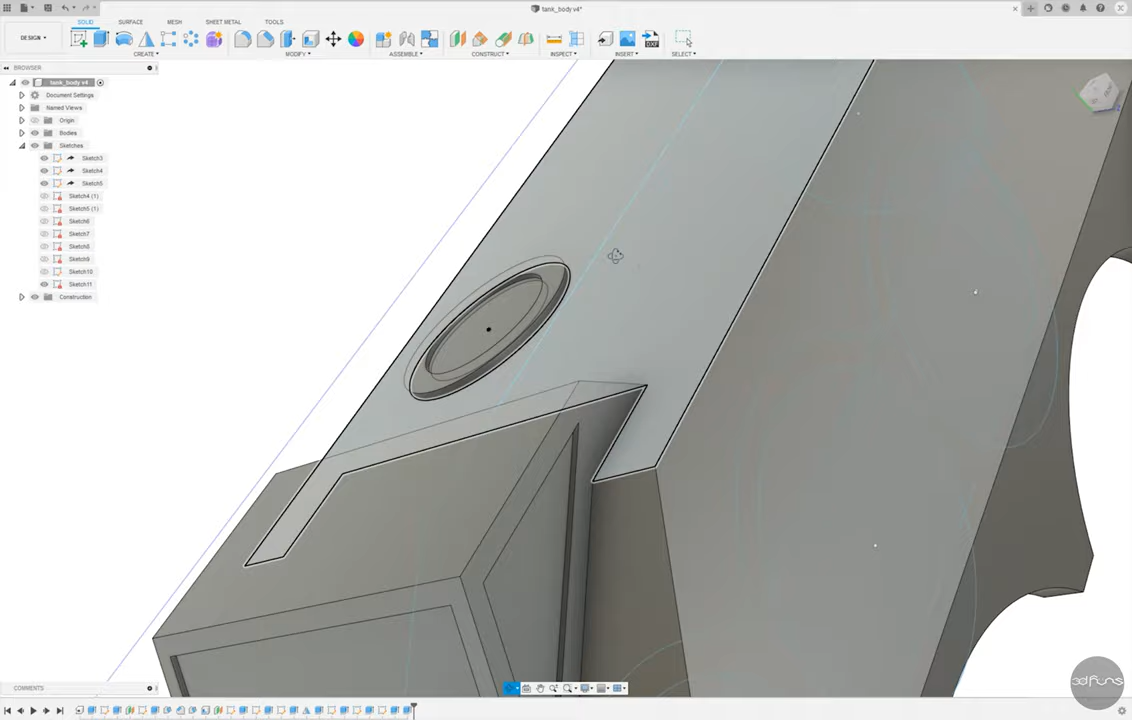 tank_body v4*
SOLID SURFACE MESH SHEET METAL TOOLS
DESIGN
CREATE MODIFY ASSEMBLE CONSTRUCT INSPECT INSERT SELECT
DXF
BROWSER
tank_body v4
Document Settings
Named Views
Origin
Bodies
Sketches
Sketch3
Sketch4
Sketch5
Sketch4 (1)
Sketch5 (1)
Sketch6
Sketch7
Sketch8
Sketch9
Sketch10
Sketch11
Construction
COMMENTS
3dfuns